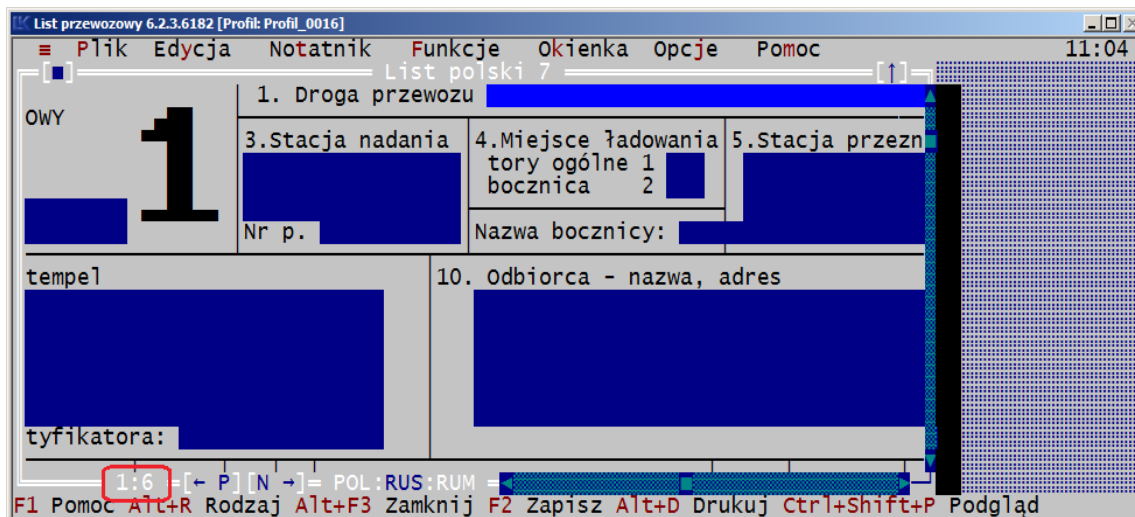 List przewozowy 6.2.3.6182 [Profil: Profil_0016]
≡ Plik Edycja Notatnik Funkcje Okienka Opcje Pomoc 11:04
[■] List polski 7 [↑]
1. Droga przewozu
OWY
1
3.Stacja nadania 4.Miejsce ładowania 5.Stacja przezn
tory ogólne 1
bocznica 2
Nr p. Nazwa bocznicy:
tempel 10. Odbiorca - nazwa, adres
tyfikatora:
1:6 =[← P][N →]= POL:RUS:RUM
F1 Pomoc Alt+R Rodzaj Alt+F3 Zamknij F2 Zapisz Alt+D Drukuj Ctrl+Shift+P Podgląd